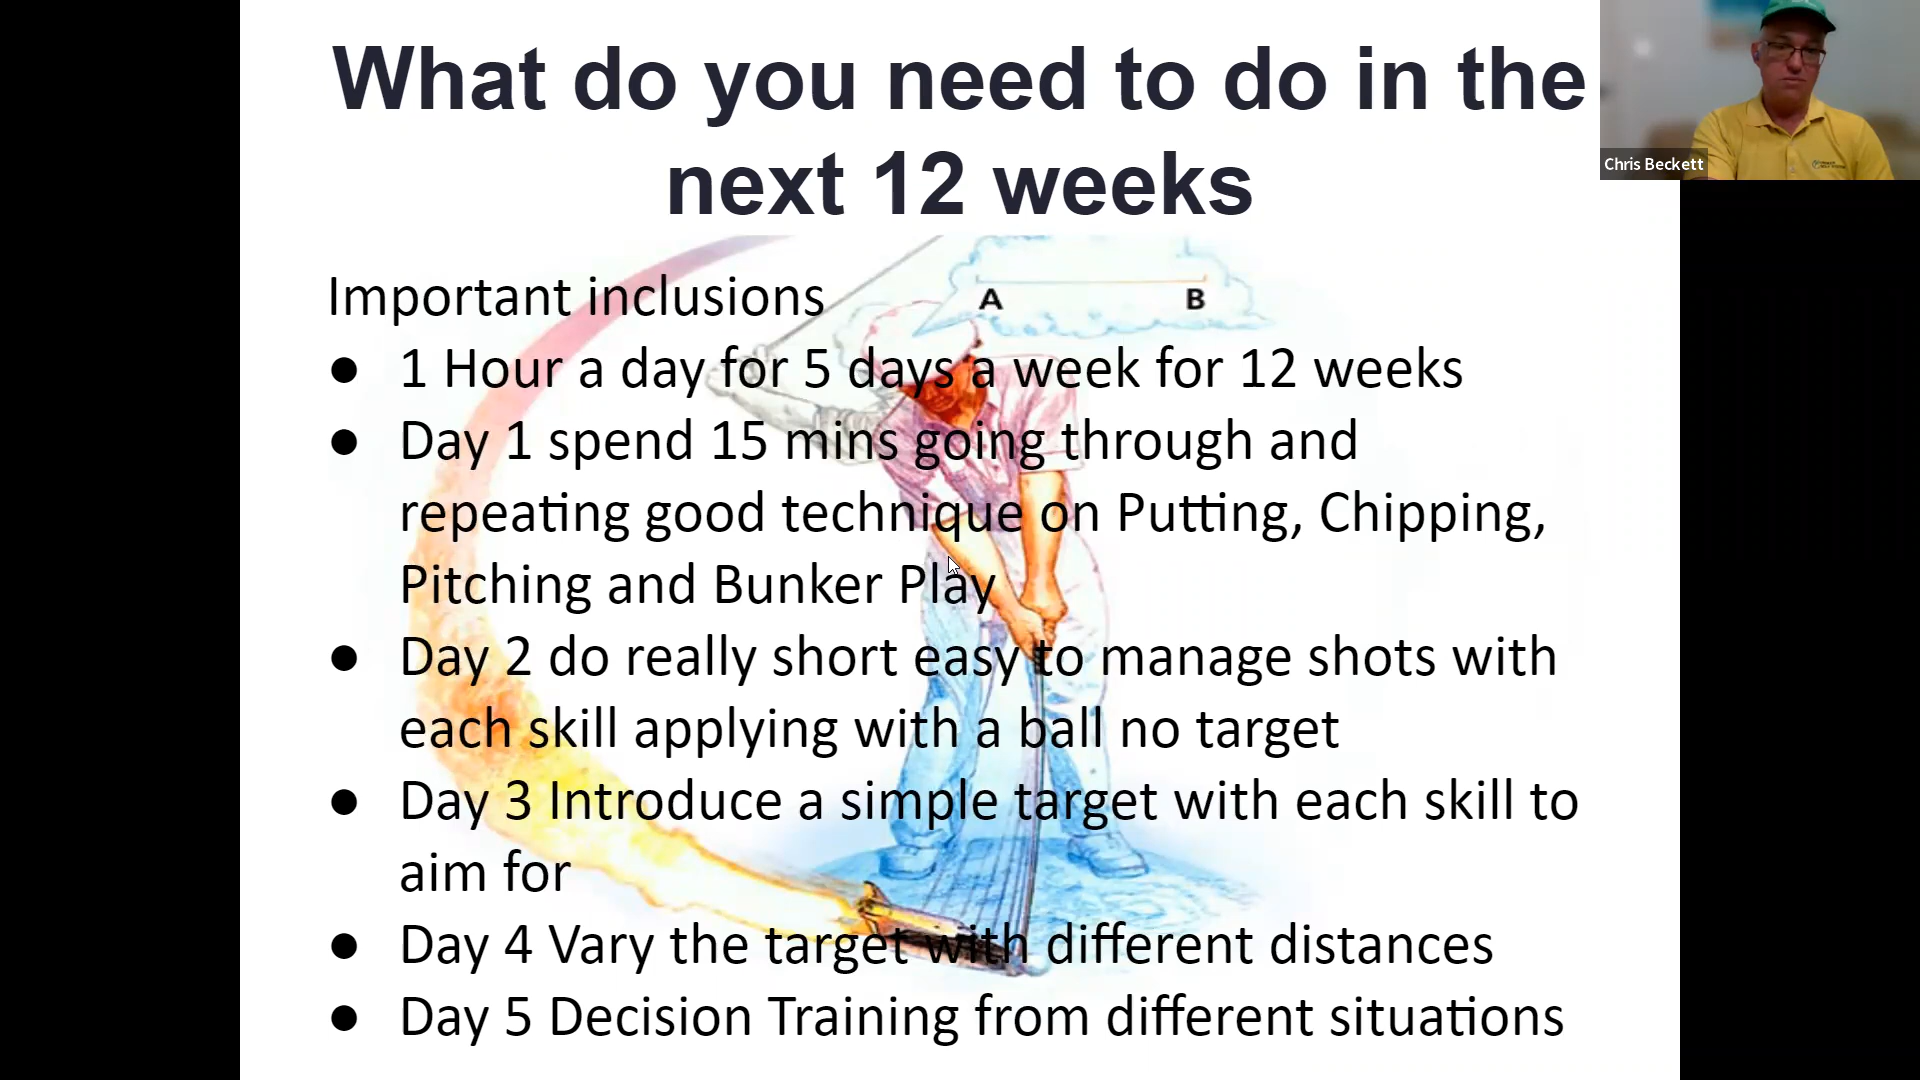 What do you need to do in the
next 12 weeks
Chris Beckett
Important inclusions
A B
● 1 Hour a day for 5 days a week for 12 weeks
● Day 1 spend 15 mins going through and
repeating good technique on Putting, Chipping,
Pitching and Bunker Play
● Day 2 do really short easy to manage shots with
each skill applying with a ball no target
● Day 3 Introduce a simple target with each skill to
aim for
● Day 4 Vary the target with different distances
● Day 5 Decision Training from different situations